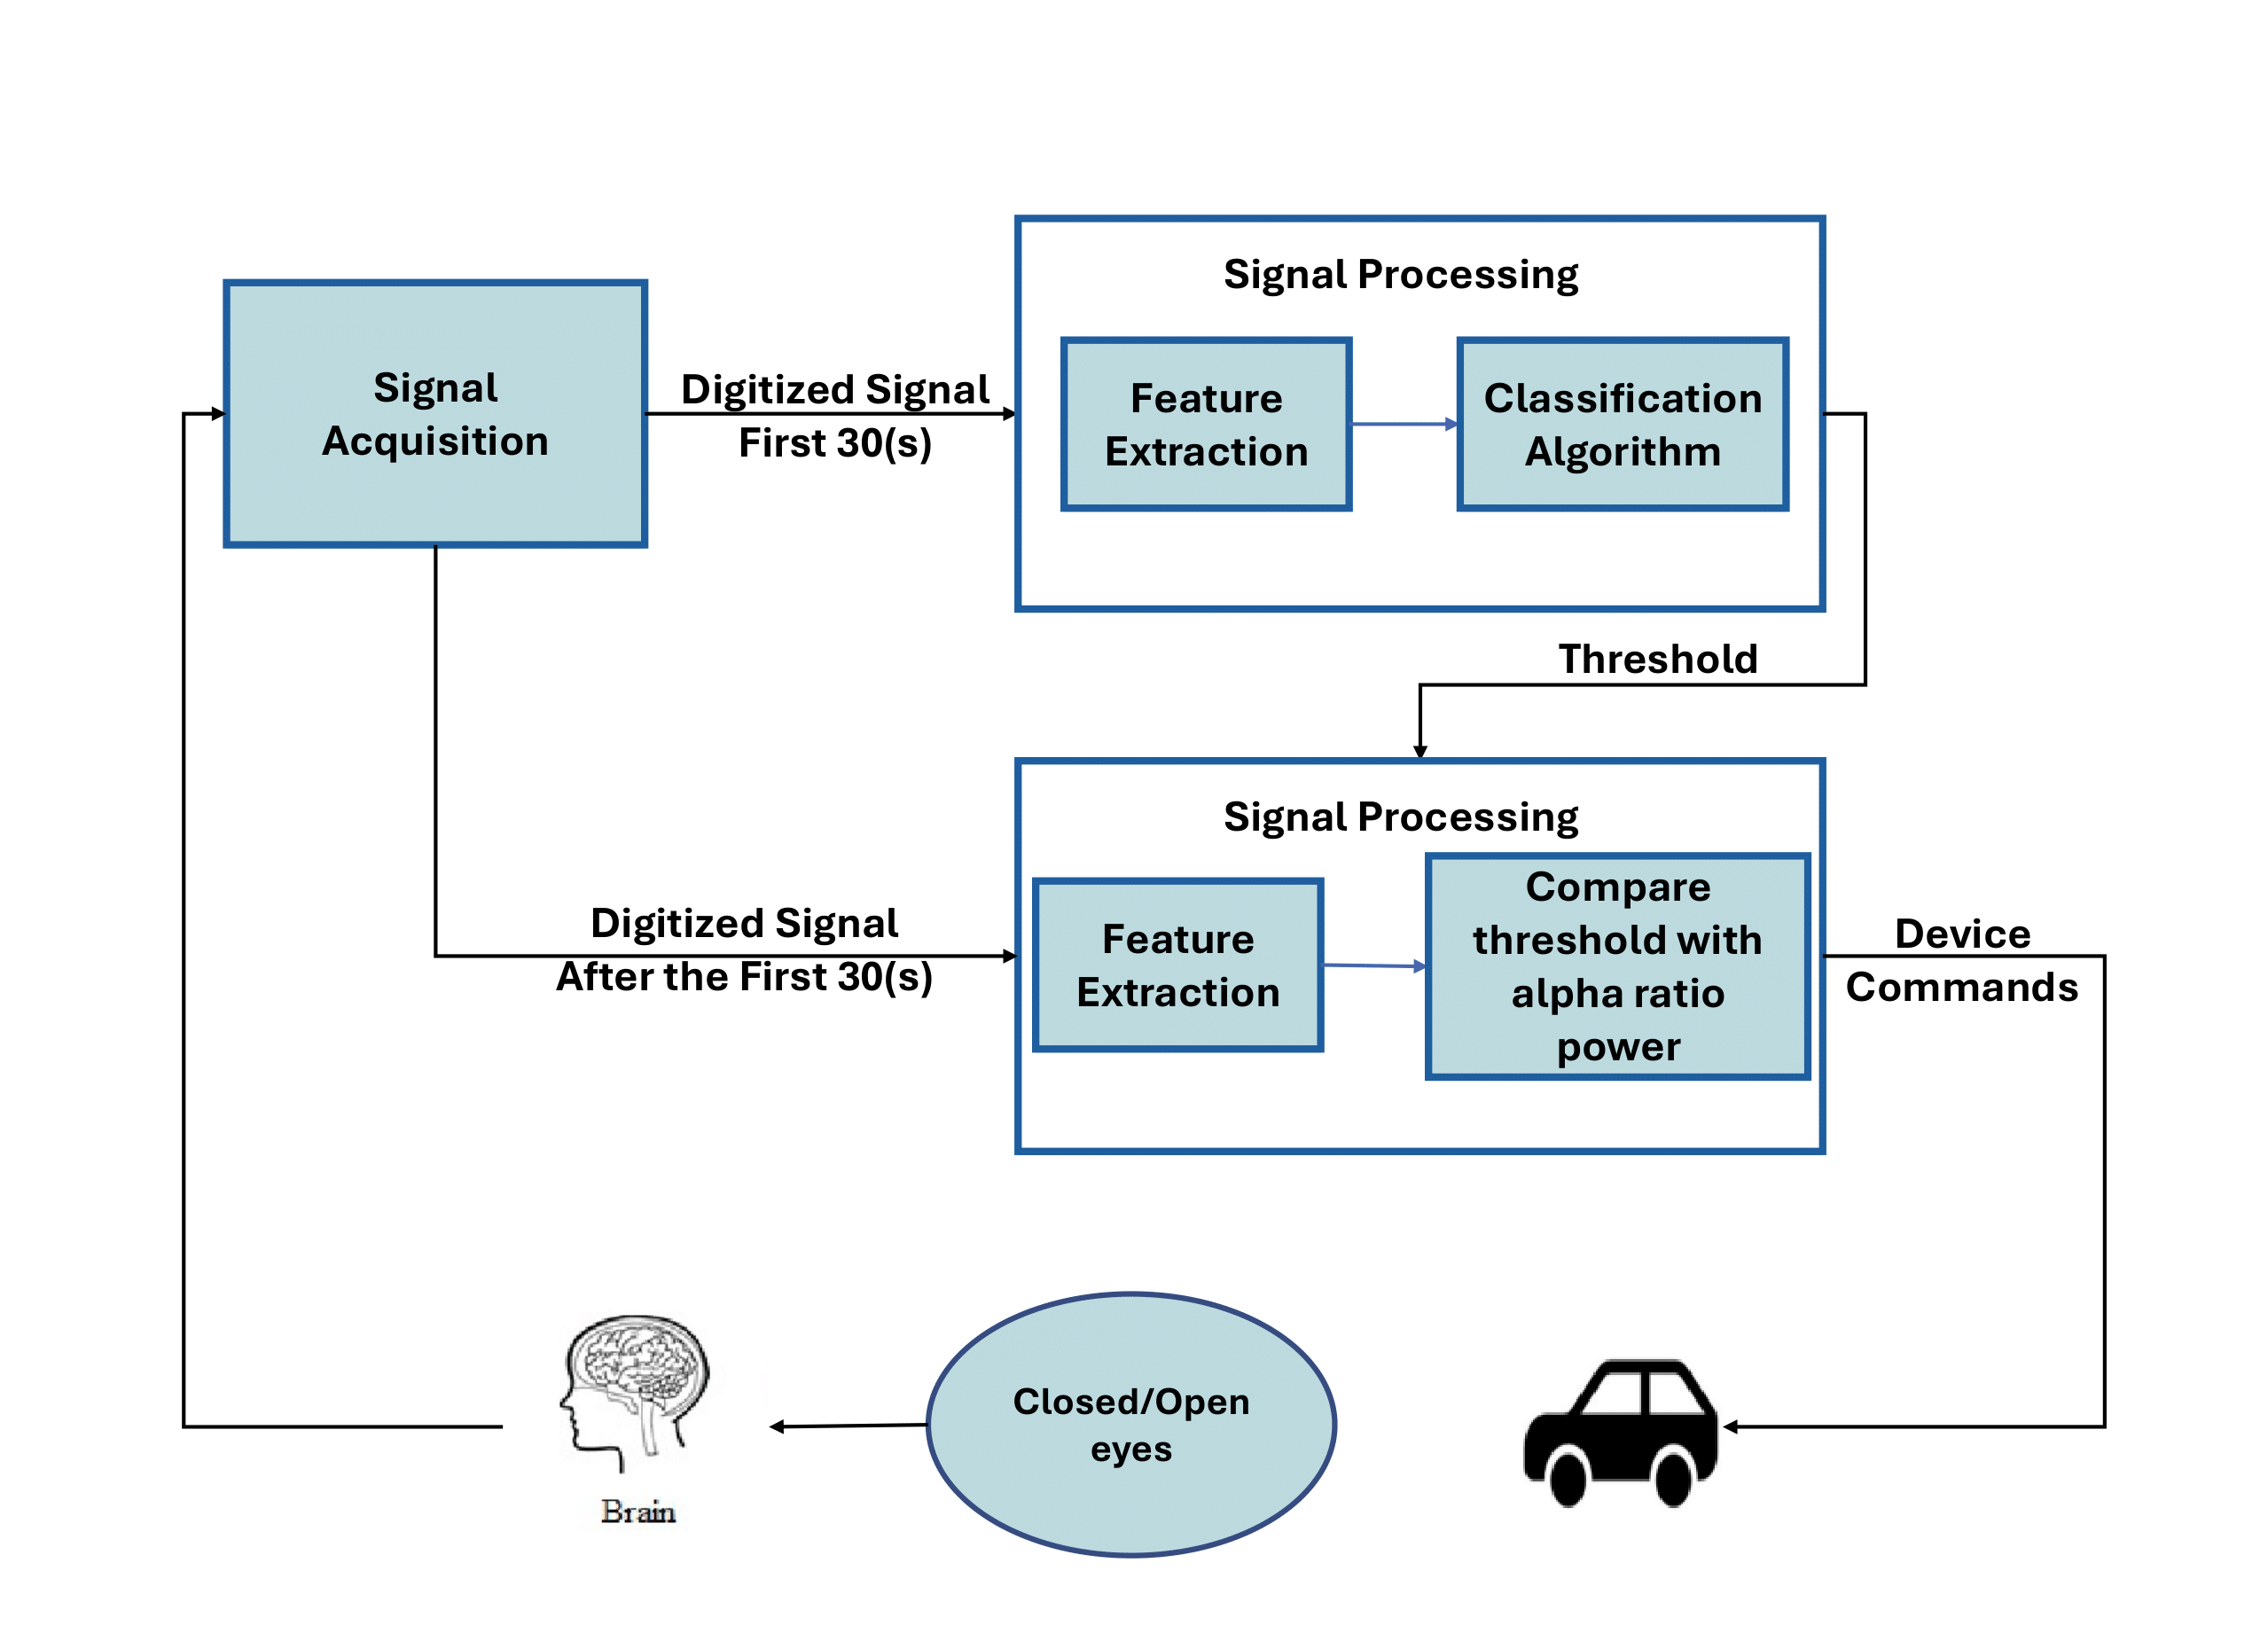 Signal Processing
Signal
Acquisition
Digitized Signal
First 30(s)
Feature
Extraction
Classification
Algorithm
Threshold
Signal Processing
Digitized Signal
After the First 30(s)
Feature
Extraction
Compare
threshold with
alpha ratio
power
Device
Commands
Closed/Open
eyes
Brain